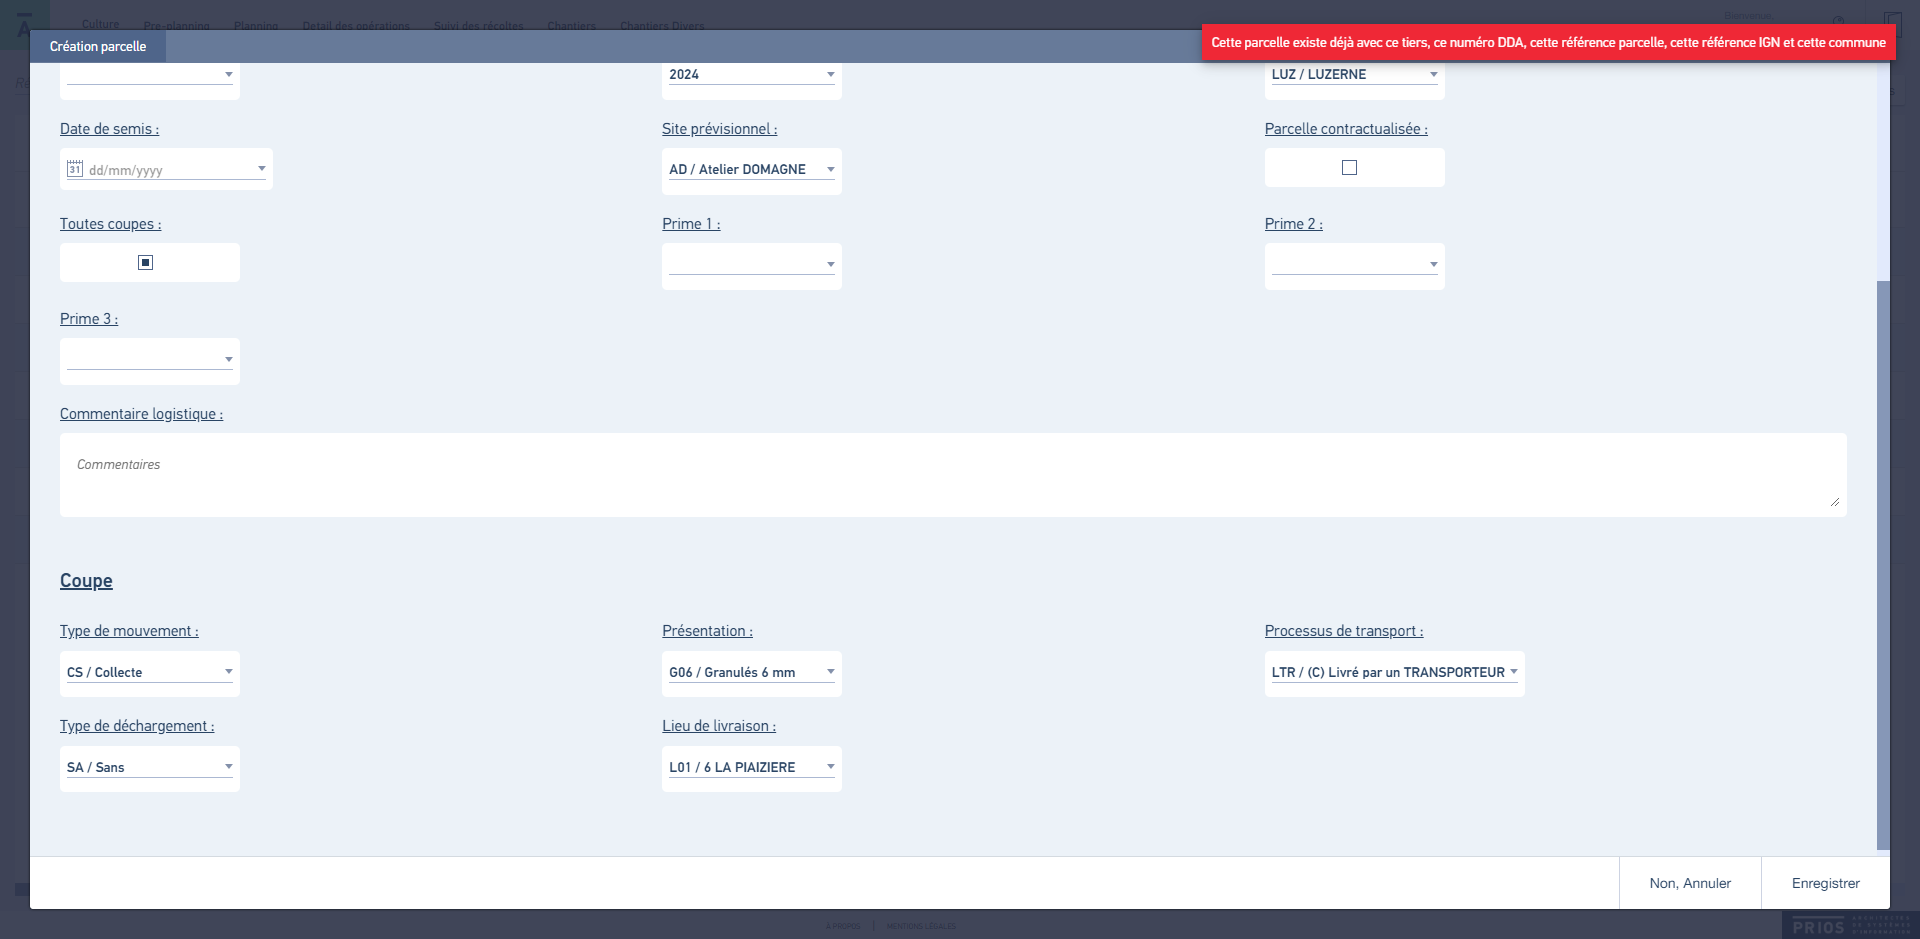 Culture Pre-planning Planning Detail des opérations Suivi des récoltes Chantiers Chantiers Divers
Bienvenue
Cette parcelle existe déjà avec ce tiers, ce numéro DDA, cette référence parcelle, cette référence IGN et cette commune
Création parcelle
2024
LUZ / LUZERNE
Date de semis :
Site prévisionnel :
Parcelle contractualisée :
31 dd/mm/yyyy
AD / Atelier DOMAGNE
Toutes coupes :
Prime 1 :
Prime 2 :
Prime 3 :
Commentaire logistique :
Commentaires
Coupe
Type de mouvement :
Présentation :
Processus de transport :
CS / Collecte
G06 / Granulés 6 mm
LTR / (C) Livré par un TRANSPORTEUR
Type de déchargement :
Lieu de livraison :
SA / Sans
L01 / 6 LA PIAIZIERE
Non, Annuler
Enregistrer
À PROPOS | MENTIONS LÉGALES
PRIOS